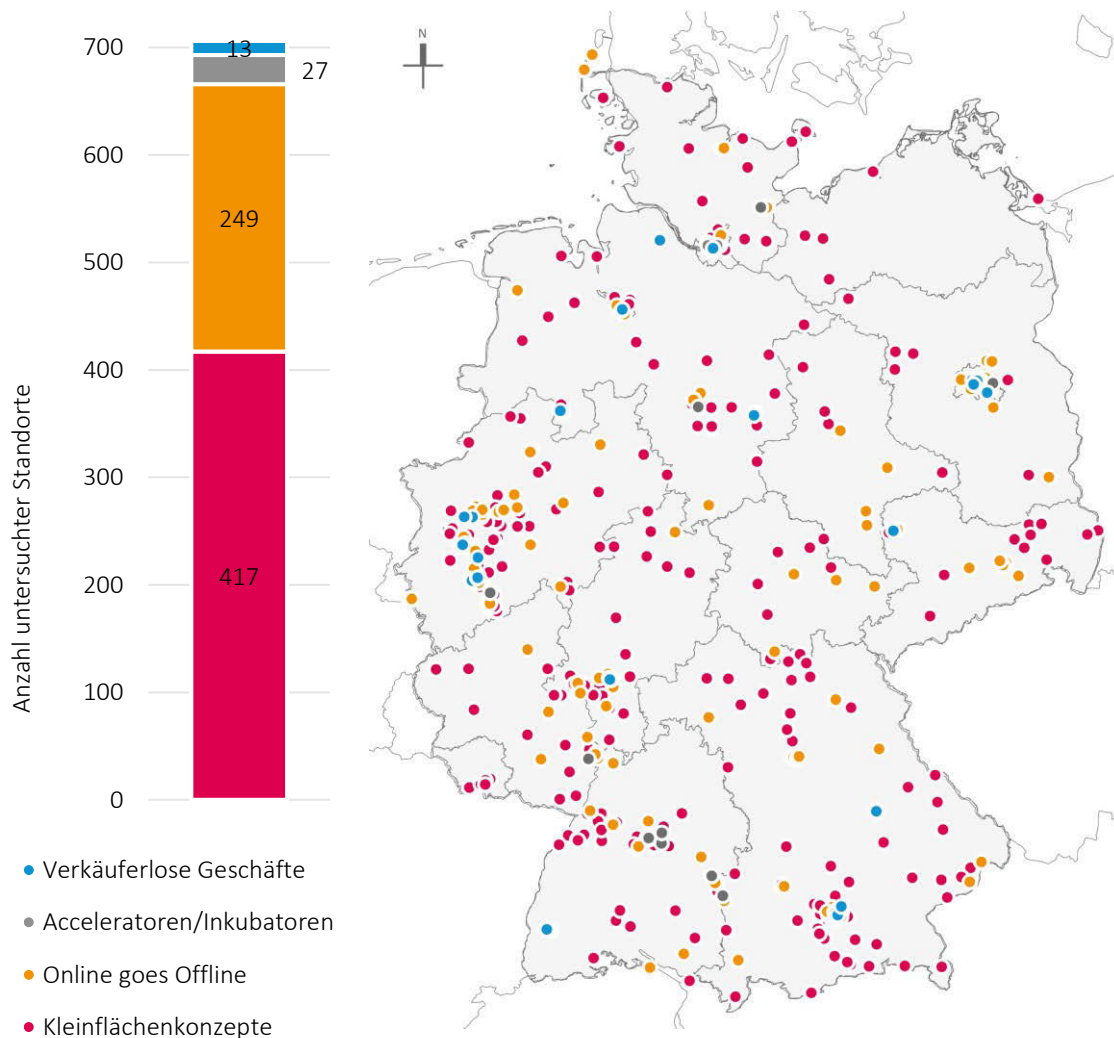 N
700
13
27
600
249
500
400
300
417
200
100
0
Anzahl untersuchter Standorte
Verkäuferlose Geschäfte
Acceleratoren/Inkubatoren
Online goes Offline
Kleinflächenkonzepte